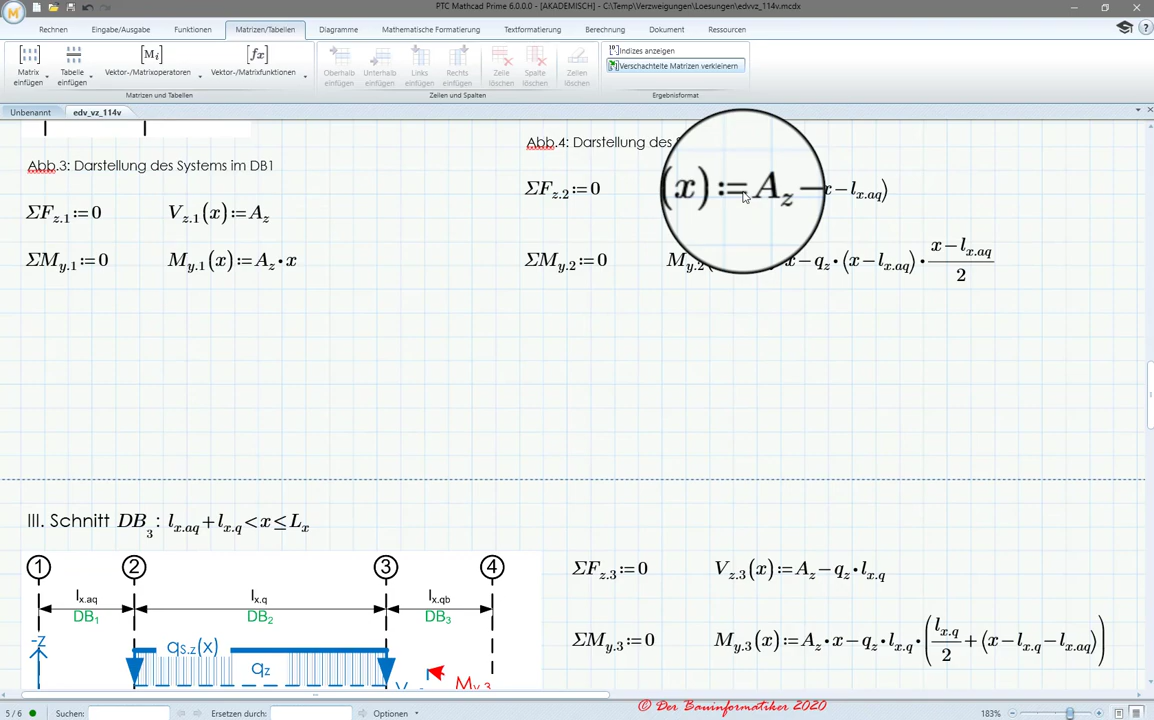 PTC Mathcad Prime 6.0.0.0 - [AKADEMISCH] - C:\Temp\Verzweigungen\Loesungen\edvvz_114v.mcdx
Rechnen Eingabe/Ausgabe Funktionen Matrizen/Tabellen Diagramme Mathematische Formatierung Textformatierung Berechnung Dokument Ressourcen
Matrix einfügen
Tabelle einfügen
Vektor-/Matrixoperatoren
Vektor-/Matrixfunktionen
Oberhalb einfügen
Unterhalb einfügen
Links einfügen
Rechts einfügen
Zeile löschen
Spalte löschen
Zellen löschen
Indizes anzeigen
Verschachtelte Matrizen verkleinern
Matrizen und Tabellen Zeilen und Spalten Ergebnisformat
Unbenannt edv_vz_114v
Abb.3: Darstellung des Systems im DB1
ΣF_z.1:=0 V_z.1(x):=A_z
ΣM_y.1:=0 M_y.1(x):=A_z•x
Abb.4: Darstellung des
ΣF_z.2:=0 (x):=A_z− x−l_x.aq)
ΣM_y.2:=0 M_y.2( x−q_z•(x−l_x.aq)•(x−l_x.aq)/2
III. Schnitt DB_3: l_x.aq+l_x.q<x≤L_x
1 2 3 4
l_x.aq l_x.q l_x.qb
DB1 DB2 DB3
-Z q_S.z(x) q_z
M_y.3
ΣF_z.3:=0 V_z.3(x):=A_z−q_z•l_x.q
ΣM_y.3:=0 M_y.3(x):=A_z•x−q_z•l_x.q•(l_x.q/2+(x−l_x.q−l_x.aq))
5/6 Suchen: Ersetzen durch: Optionen © Der Bauinformatiker 2020 183%